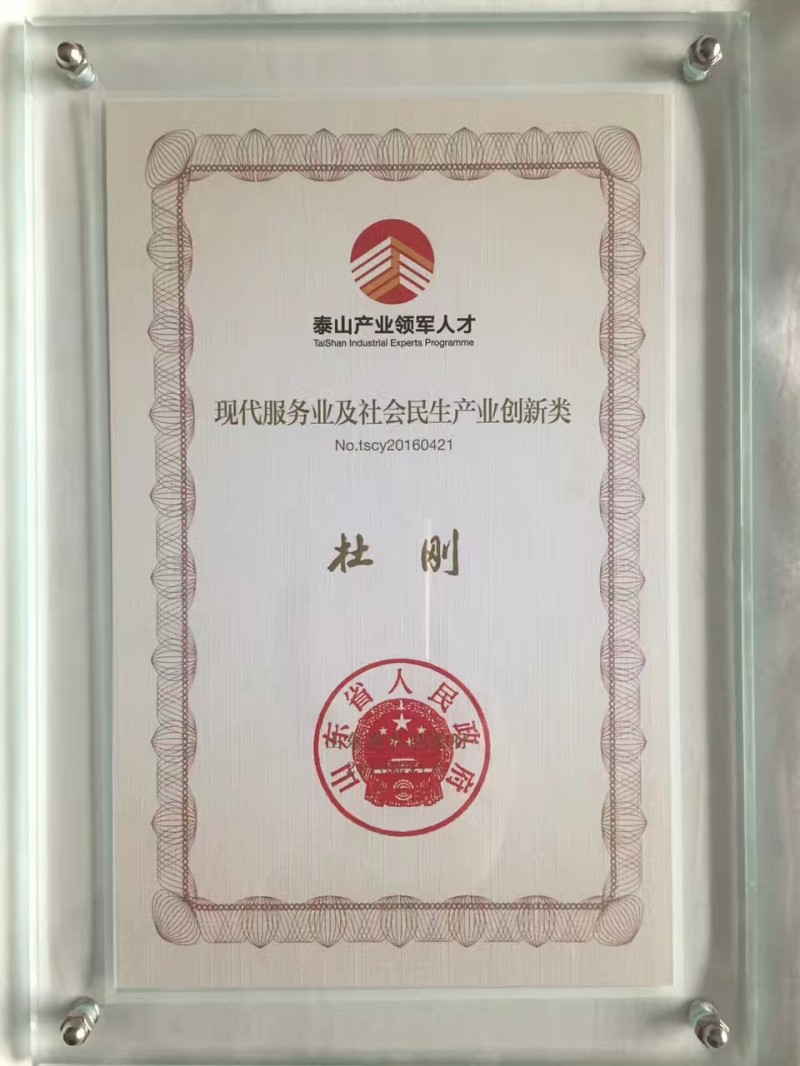 泰山产业领军人才
TaiShan Industrial Experts Programme
现代服务业及社会民生产业创新类
No.tscy20160421
杜 刚
山东省人民政府